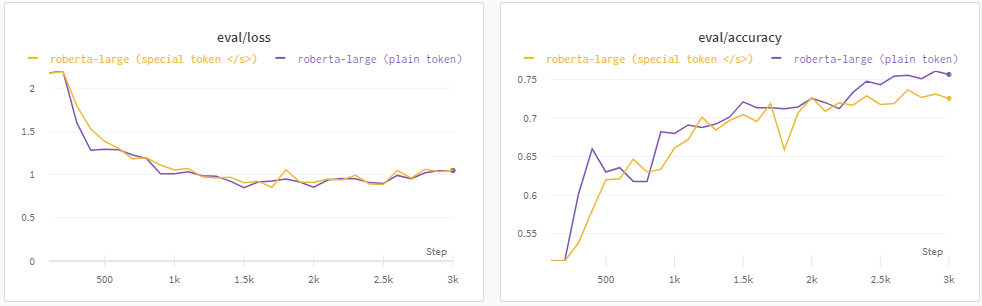 eval/loss
roberta-large (special token </s>) roberta-large (plain token)
2
1.5
1
0.5
0
Step
500 1k 1.5k 2k 2.5k 3k
eval/accuracy
roberta-large (special token </s>) roberta-large (plain token)
0.75
0.7
0.65
0.6
0.55
Step
500 1k 1.5k 2k 2.5k 3k